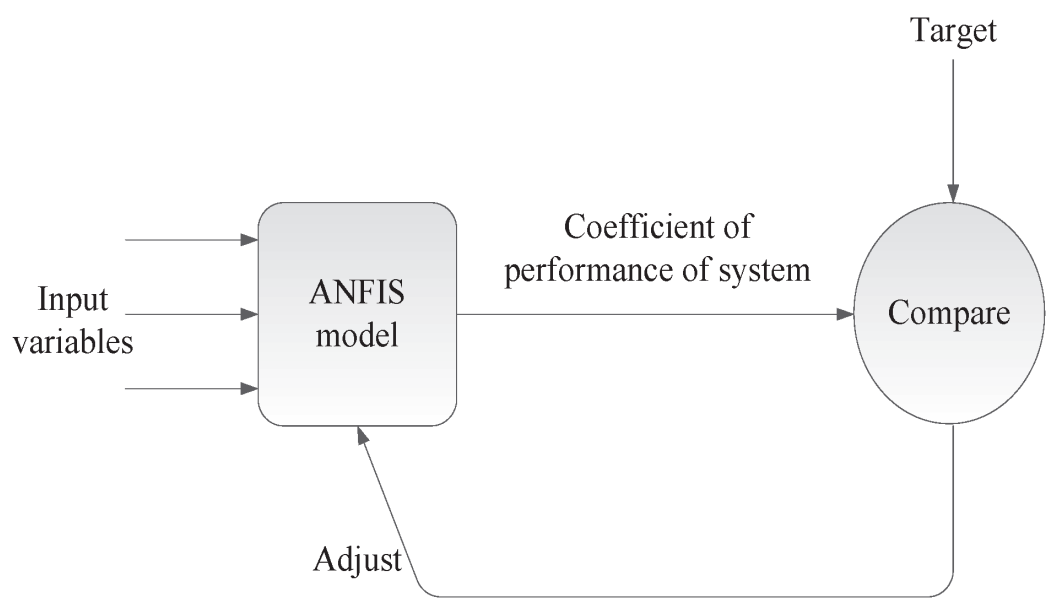 Target
Coefficient of
performance of system
Input
variables
ANFIS
model
Compare
Adjust